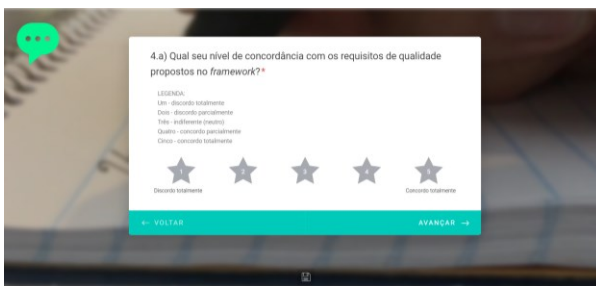 4.a) Qual seu nível de concordância com os requisitos de qualidade
propostos no framework?*
LEGENDA:
Um - discordo totalmente
Dois - discordo parcialmente
Três - indiferente (neutro)
Quatro - concordo parcialmente
Cinco - concordo totalmente
1 2 3 4 5
Discordo totalmente Concordo totalmente
← VOLTAR AVANÇAR →